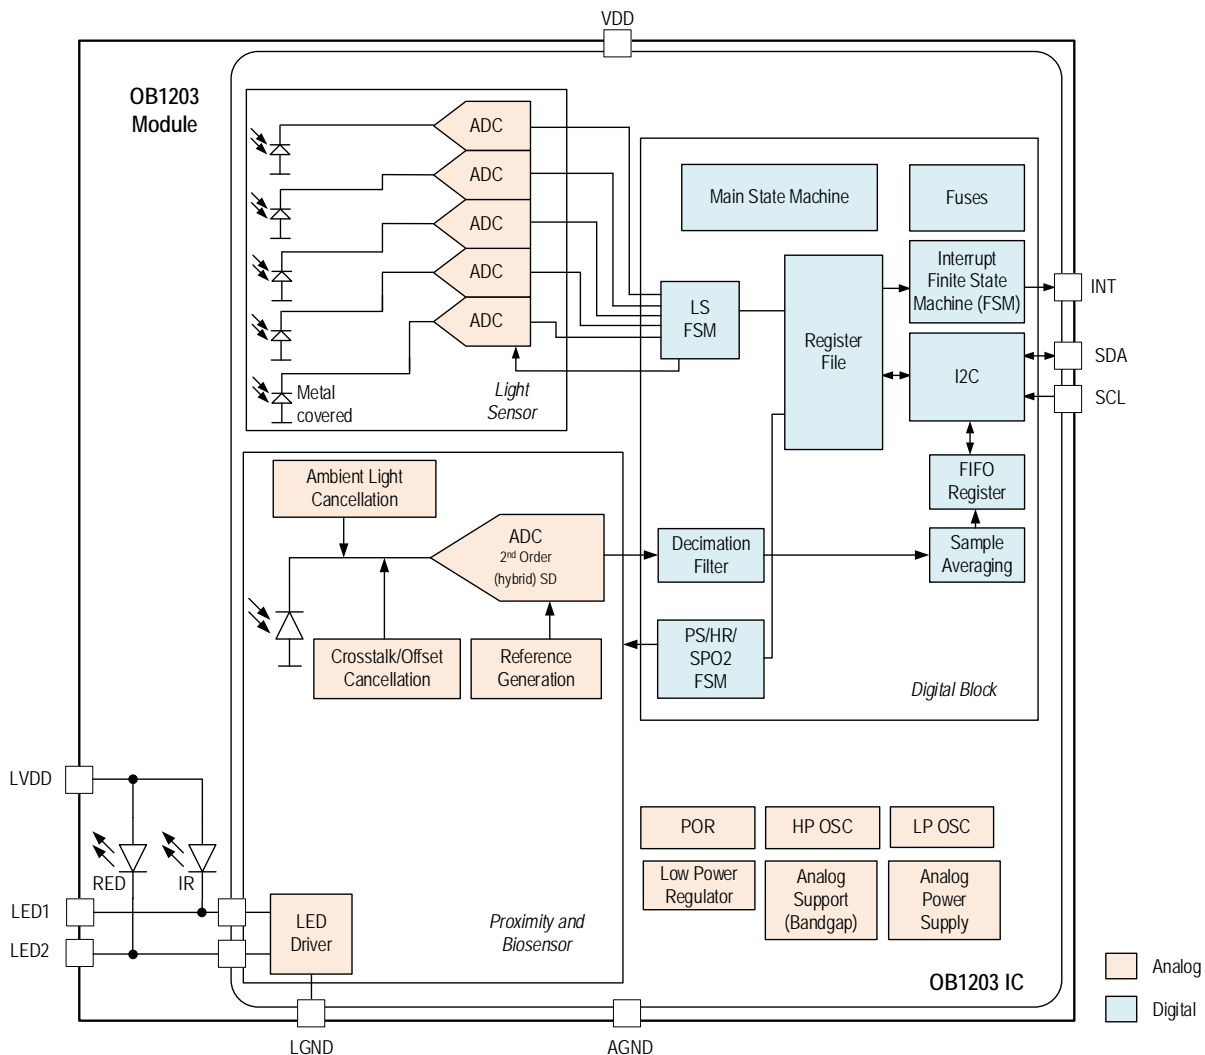 VDD
OB1203
Module
ADC
ADC
ADC
ADC
ADC
Metal
covered
Light
Sensor
LS
FSM
Main State Machine
Fuses
Register
File
Interrupt
Finite State
Machine (FSM)
INT
I2C
SDA
SCL
FIFO
Register
Sample
Averaging
Decimation
Filter
PS/HR/
SPO2
FSM
Digital Block
Ambient Light
Cancellation
ADC
2nd Order
(hybrid) SD
Crosstalk/Offset
Cancellation
Reference
Generation
LVDD
RED
IR
LED1
LED2
LED
Driver
Proximity and
Biosensor
POR
HP OSC
LP OSC
Low Power
Regulator
Analog
Support
(Bandgap)
Analog
Power
Supply
OB1203 IC
Analog
Digital
LGND
AGND